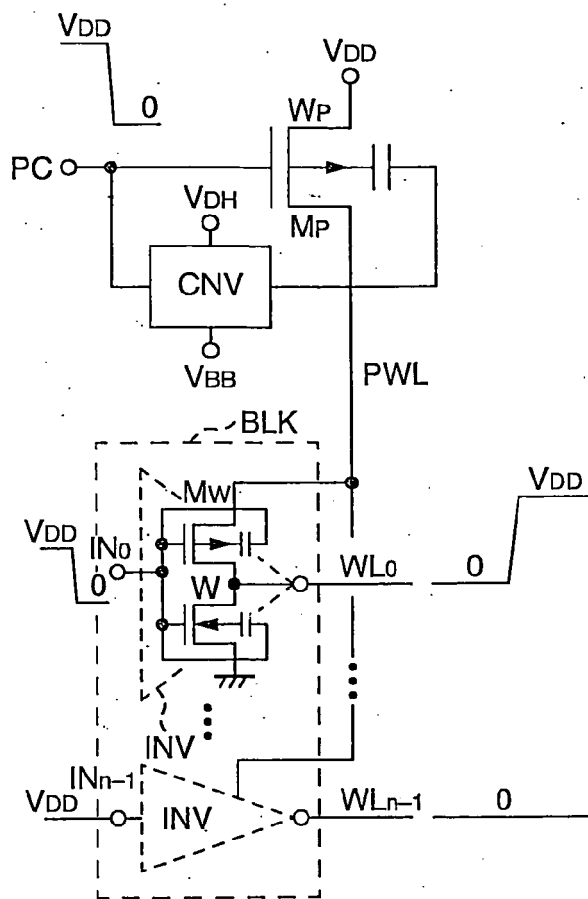 VDD
0
VDD
WP
PC
MP
VDH
CNV
VBB
PWL
BLK
MW
VDD
IN0
0
W
WL0
0
VDD
INV
INn-1
VDD
INV
WLn-1
0